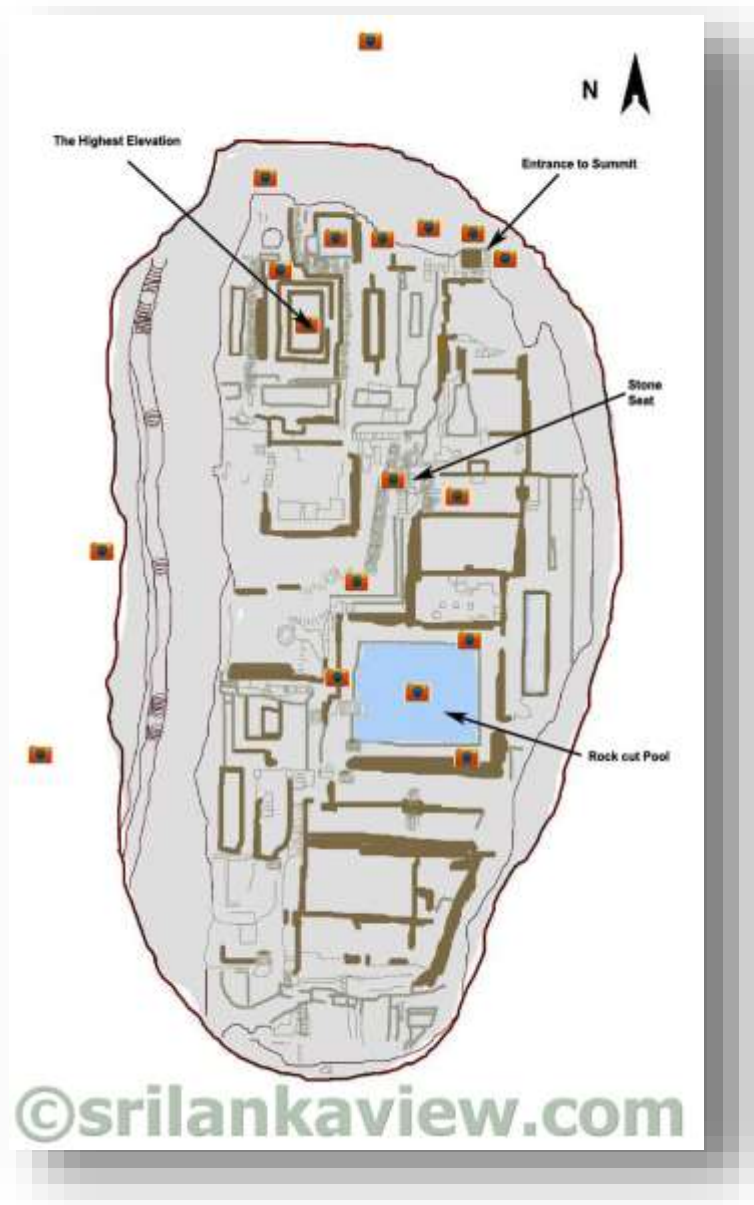 N
The Highest Elevation
Entrance to Summit
Stone
Seat
Rock cut Pool
©srilankaview.com